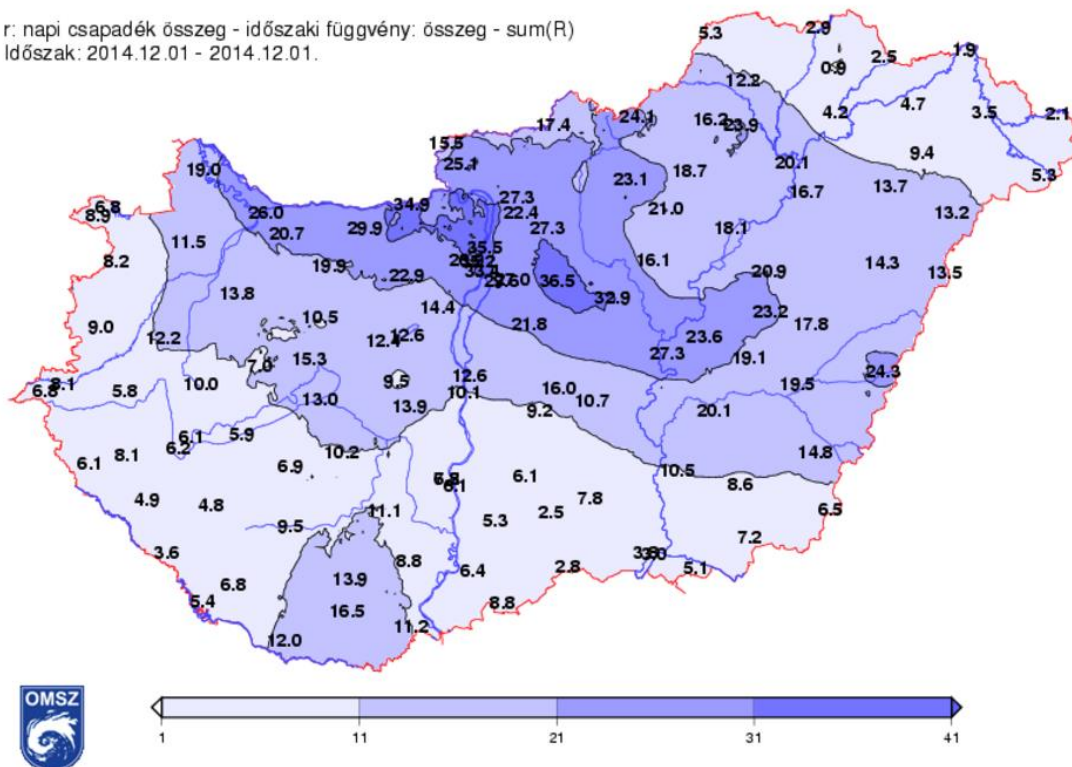 r: napi csapadék összeg - időszaki függvény: összeg - sum(R)
Időszak: 2014.12.01 - 2014.12.01.
5.3 2.9 1.9
0.9 2.5
12.2
4.2 4.7 3.5 2.1
17.4 24.1 16.2 23.9
15.5
25.1 20.1 9.4
19.0 23.1 18.7 5.3
16.7 13.7
6.8 34.9 27.3
8.9 26.0 22.4 21.0 13.2
20.7 29.9 27.3 18.1
11.5 35.5
8.2 19.9 16.1 14.3
22.9 36.5 20.9 13.5
13.8 32.9
14.4 23.2
10.5 21.8 17.8
9.0 12.2 12.4 12.6 23.6
15.3 27.3 19.1
7.0
6.8 8.1 5.8 10.0 9.5 12.6 16.0 19.5 24.3
13.0 13.9 10.1 9.2 10.7 20.1
6.1 5.9
6.1 8.1 6.2 10.2 14.8
6.9 6.1 10.5 8.6
4.9 4.8 7.8
9.5 11.1 5.3 2.5 6.5
3.6 7.2
8.8 6.4 2.8 5.1
6.8 13.9
5.4 16.5 8.8
12.0 11.2
OMSZ
1 11 21 31 41